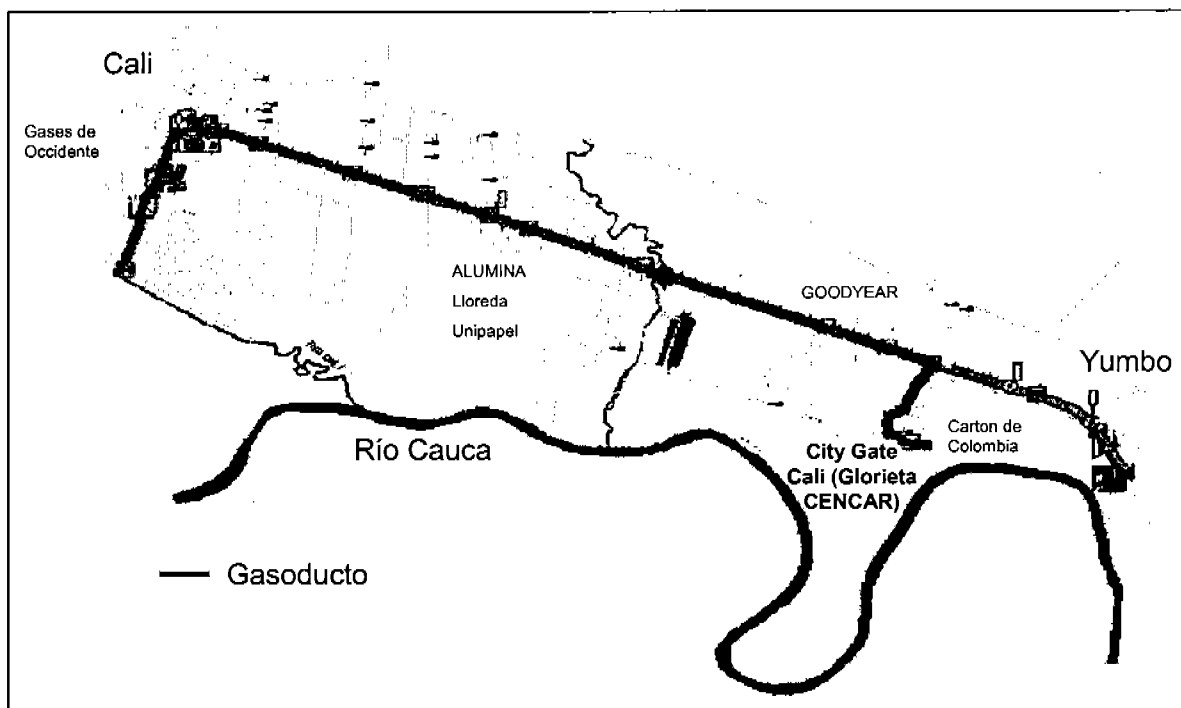 Cali
Gases de
Occidente
ALUMINA
Lloreda
Unipapel
GOODYEAR
Yumbo
Carton de
Colombia
City Gate
Cali (Glorieta
CENCAR)
Río Cauca
Gasoducto